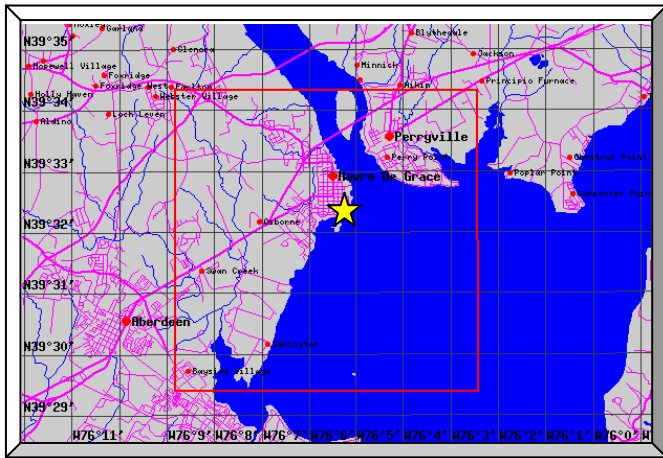 Garland
Blythedale
N39°35'
Glenora
Jackson
Hopewell Village
Minnick
Foxridge
Principio Furnace
Foxridge West
Paulton
Aikin
Holly Haven
Webster Village
N39°34'
Loch Leven
Aldino
Perryville
Perry Point
Chestnut Point
N39°33'
Poplar Point
Havre De Grace
Carpenter Poin
N39°32'
Osborne
Swan Creek
N39°31'
Aberdeen
Oakington
N39°30'
Bayside Village
N39°29'
W76°11' W76°9' W76°8' W76°7' W76°6' W76°5' W76°4' W76°3' W76°2' W76°1' W76°0' W